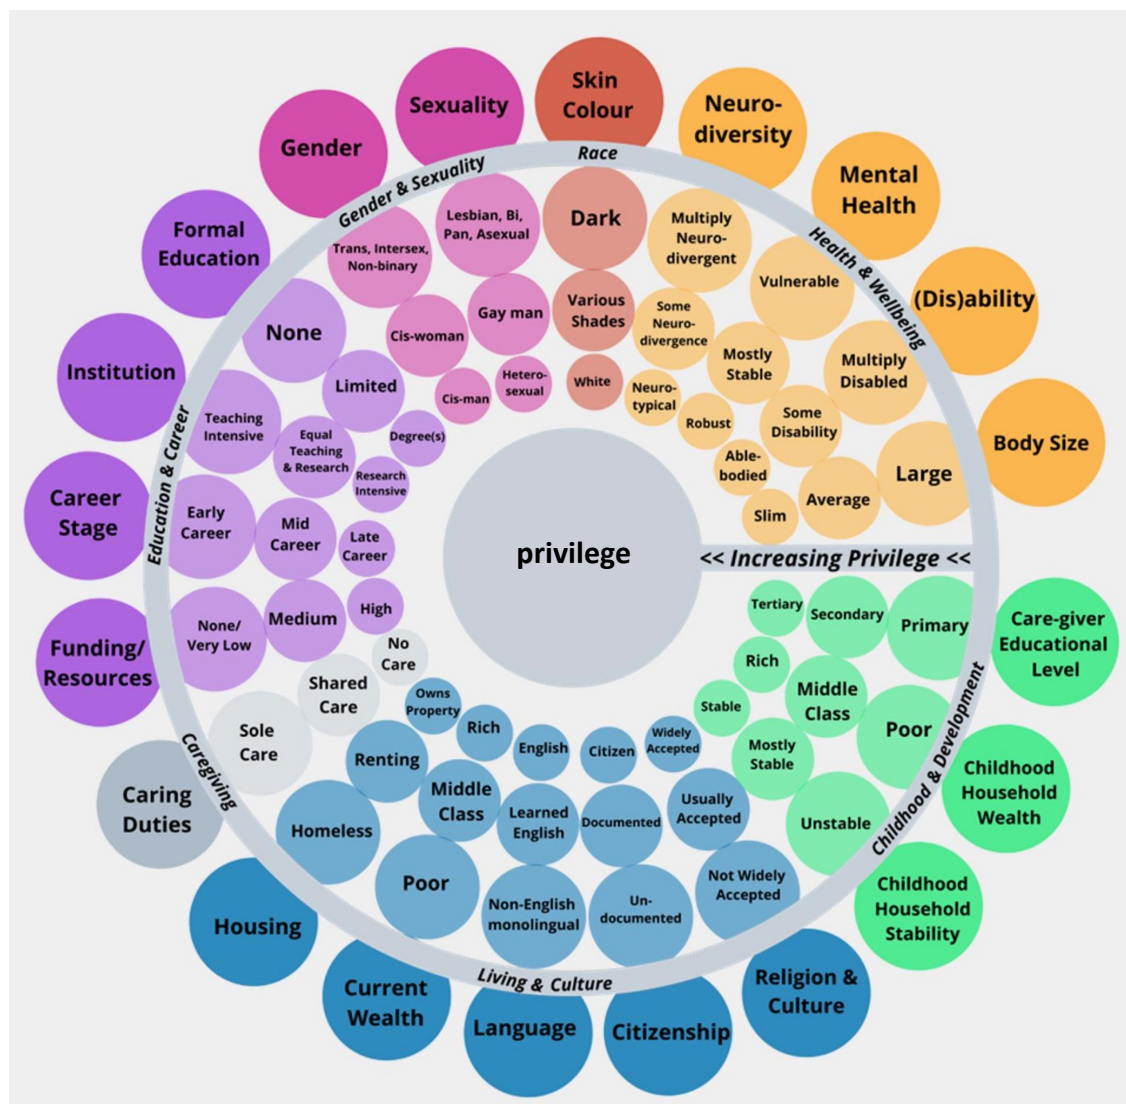 privilege
<< Increasing Privilege <<
Race
Skin
Colour
Dark
Various
Shades
White
Health & Wellbeing
Neuro-
diversity
Multiply
Neuro-
divergent
Some
Neuro-
divergence
Neuro-
typical
Mental
Health
Vulnerable
Mostly
Stable
Robust
(Dis)ability
Multiply
Disabled
Some
Disability
Able-
bodied
Body Size
Large
Average
Slim
Childhood & Development
Care-giver
Educational
Level
Primary
Secondary
Tertiary
Childhood
Household
Wealth
Poor
Middle
Class
Rich
Childhood
Household
Stability
Unstable
Mostly
Stable
Stable
Living & Culture
Religion &
Culture
Not Widely
Accepted
Usually
Accepted
Widely
Accepted
Citizenship
Un-
documented
Documented
Citizen
Language
Non-English
monolingual
Learned
English
English
Current
Wealth
Poor
Middle
Class
Rich
Housing
Homeless
Renting
Owns
Property
Caregiving
Caring
Duties
Sole
Care
Shared
Care
No
Care
Education & Career
Funding/
Resources
None/
Very Low
Medium
High
Career
Stage
Early
Career
Mid
Career
Late
Career
Institution
Teaching
Intensive
Equal
Teaching
& Research
Research
Intensive
Formal
Education
None
Limited
Degree(s)
Gender & Sexuality
Gender
Trans, Intersex,
Non-binary
Cis-woman
Cis-man
Sexuality
Lesbian, Bi,
Pan, Asexual
Gay man
Hetero-
sexual